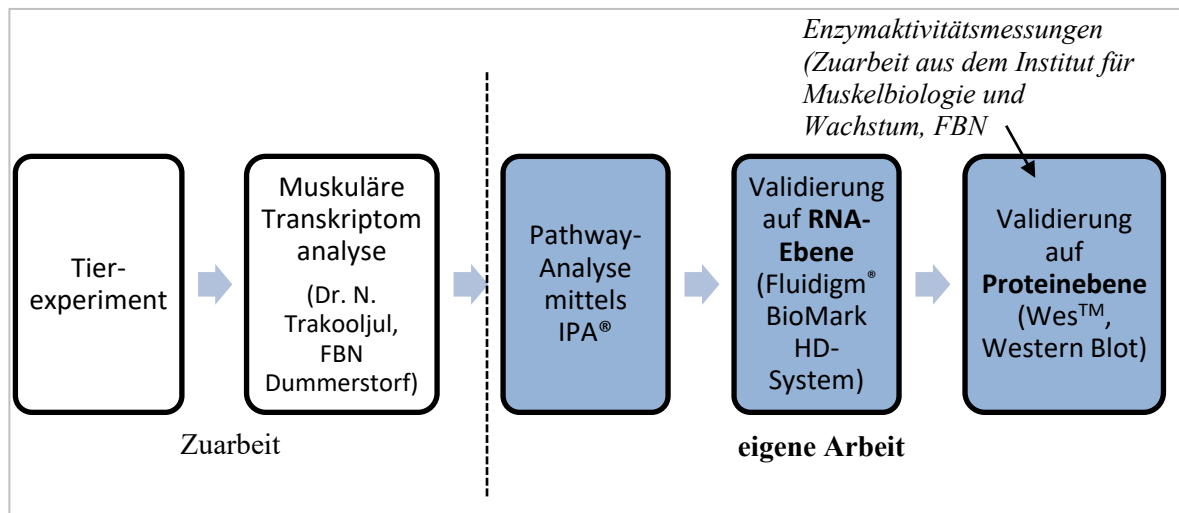 Enzymaktivitätsmessungen
(Zuarbeit aus dem Institut für
Muskelbiologie und
Wachstum, FBN
Tier-
experiment
Muskuläre
Transkriptom
analyse
(Dr. N.
Trakooljul,
FBN
Dummerstorf)
Pathway-
Analyse
mittels
IPA®
Validierung
auf RNA-
Ebene
(Fluidigm®
BioMark
HD-
System)
Validierung
auf
Proteinebene
(Wes™,
Western Blot)
Zuarbeit
eigene Arbeit